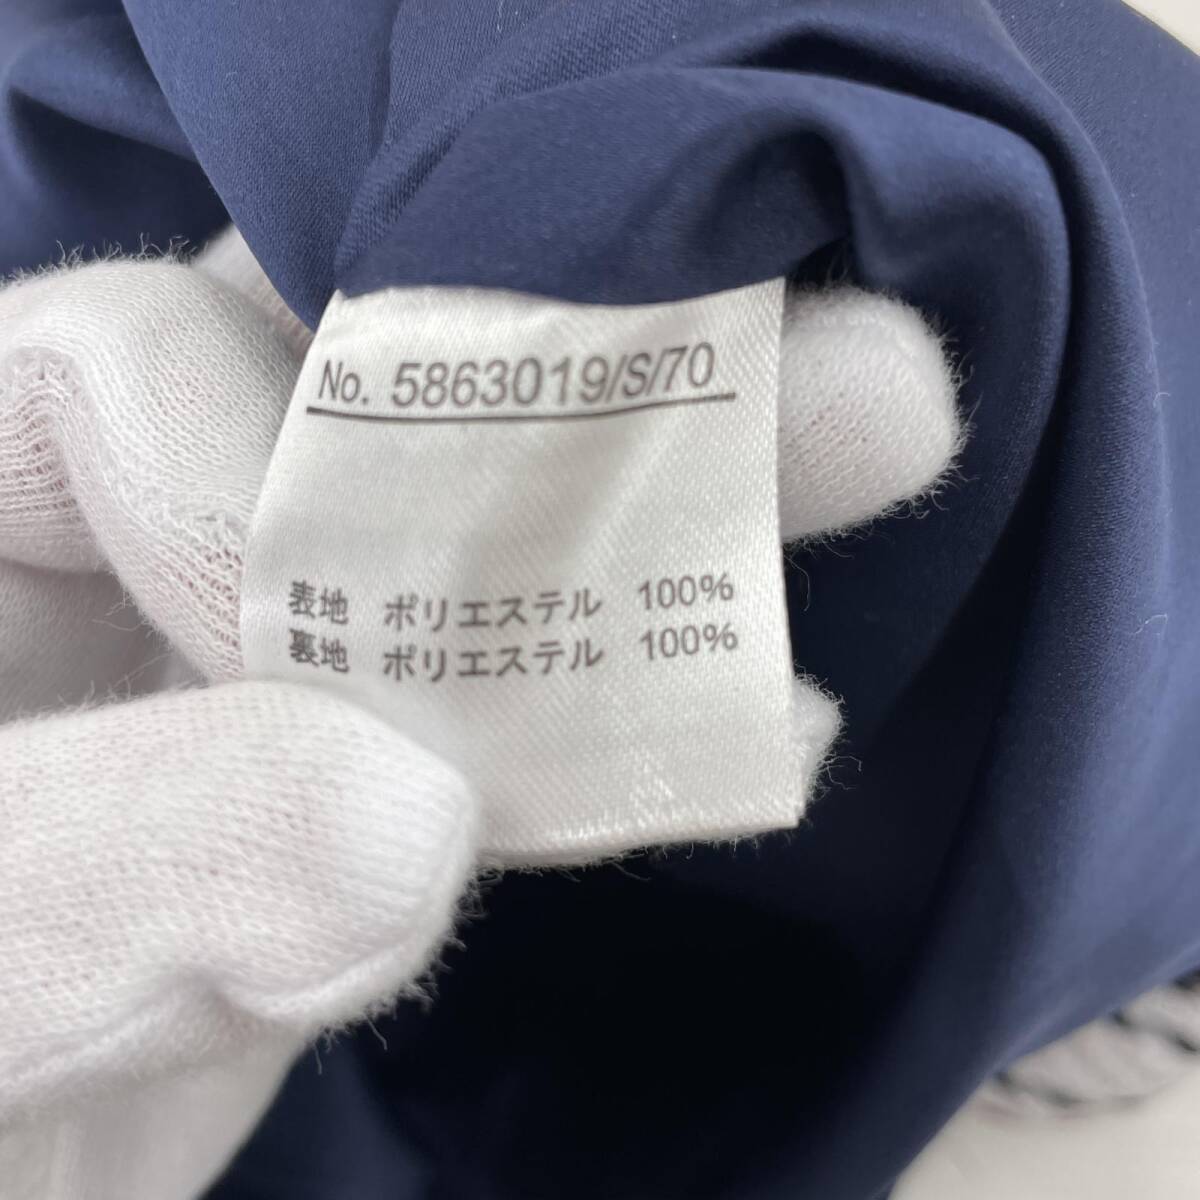 No. 5863019/S/70
表地 ポリエステル 100%
裏地 ポリエステル 100%